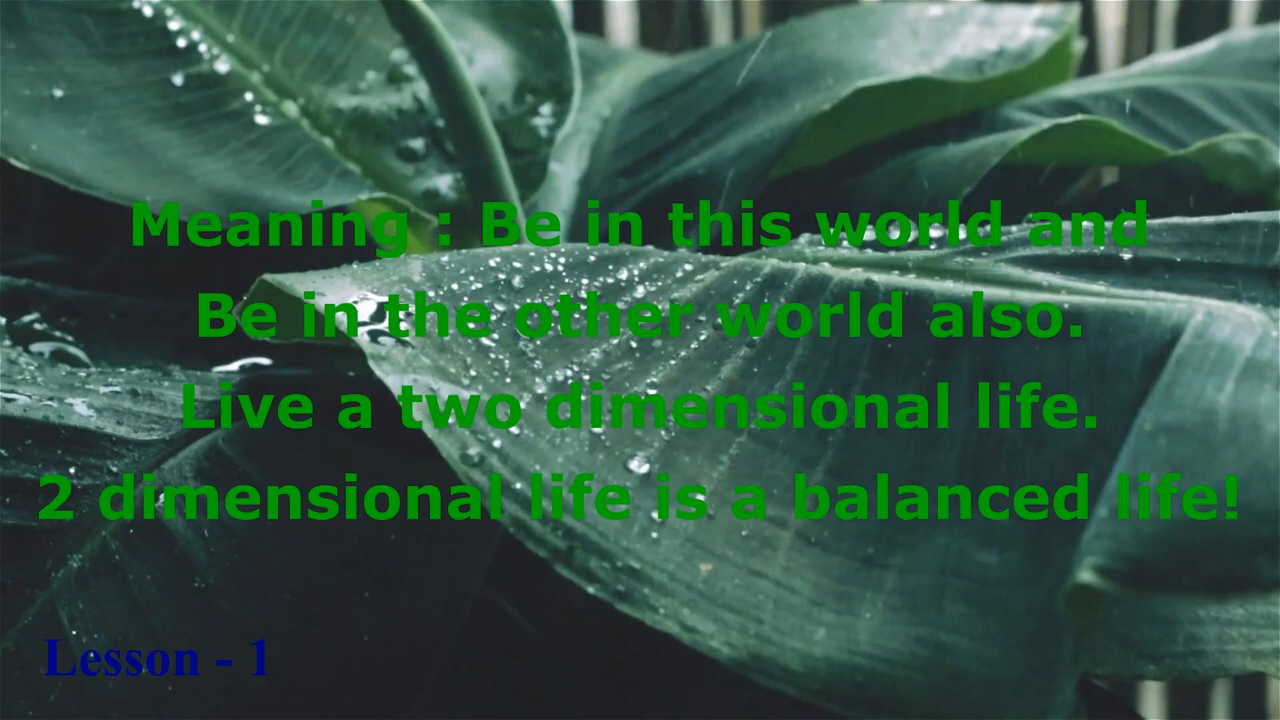 Meaning : Be in this world and
Be in the other world also.
Live a two dimensional life.
2 dimensional life is a balanced life!
Lesson - 1